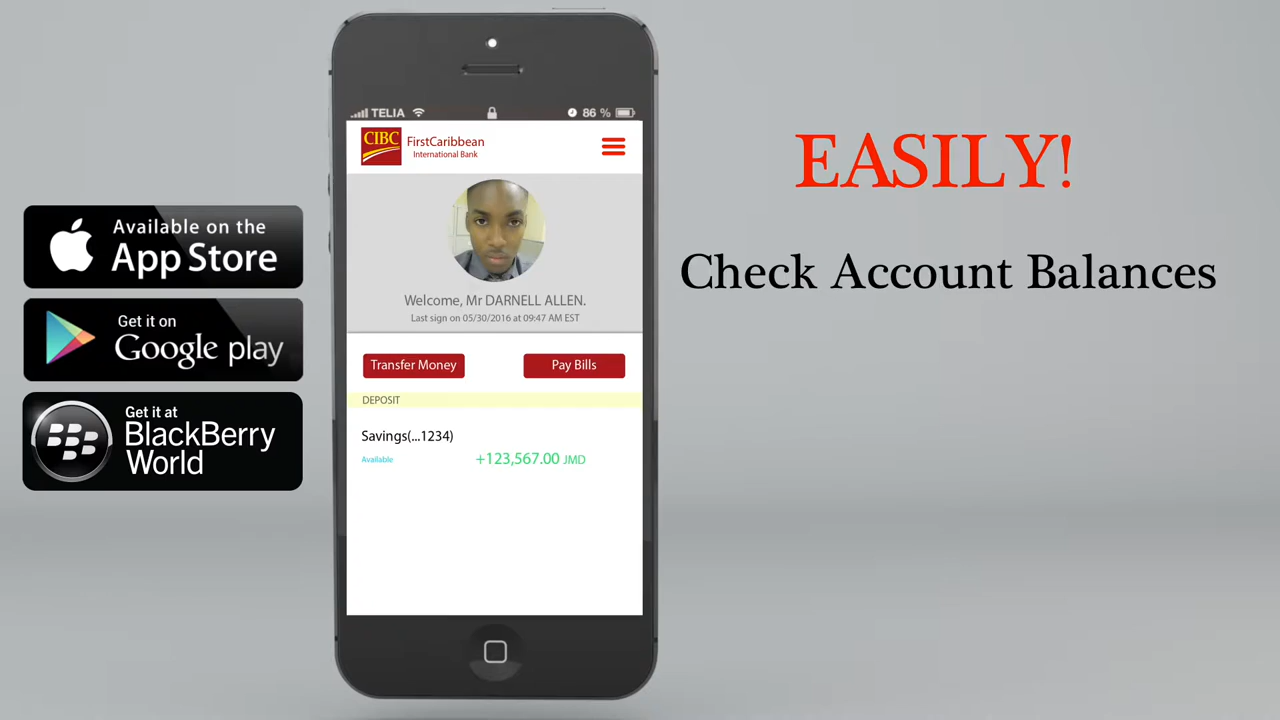 Available on the
App Store
Get it on
Google play
Get it at
BlackBerry
World
TELIA
86 %
CIBC
FirstCaribbean
International Bank
Welcome, Mr DARNELL ALLEN.
Last sign on 05/30/2016 at 09:47 AM EST
Transfer Money
Pay Bills
DEPOSIT
Savings(...1234)
Available
+123,567.00 JMD
EASILY!
Check Account Balances